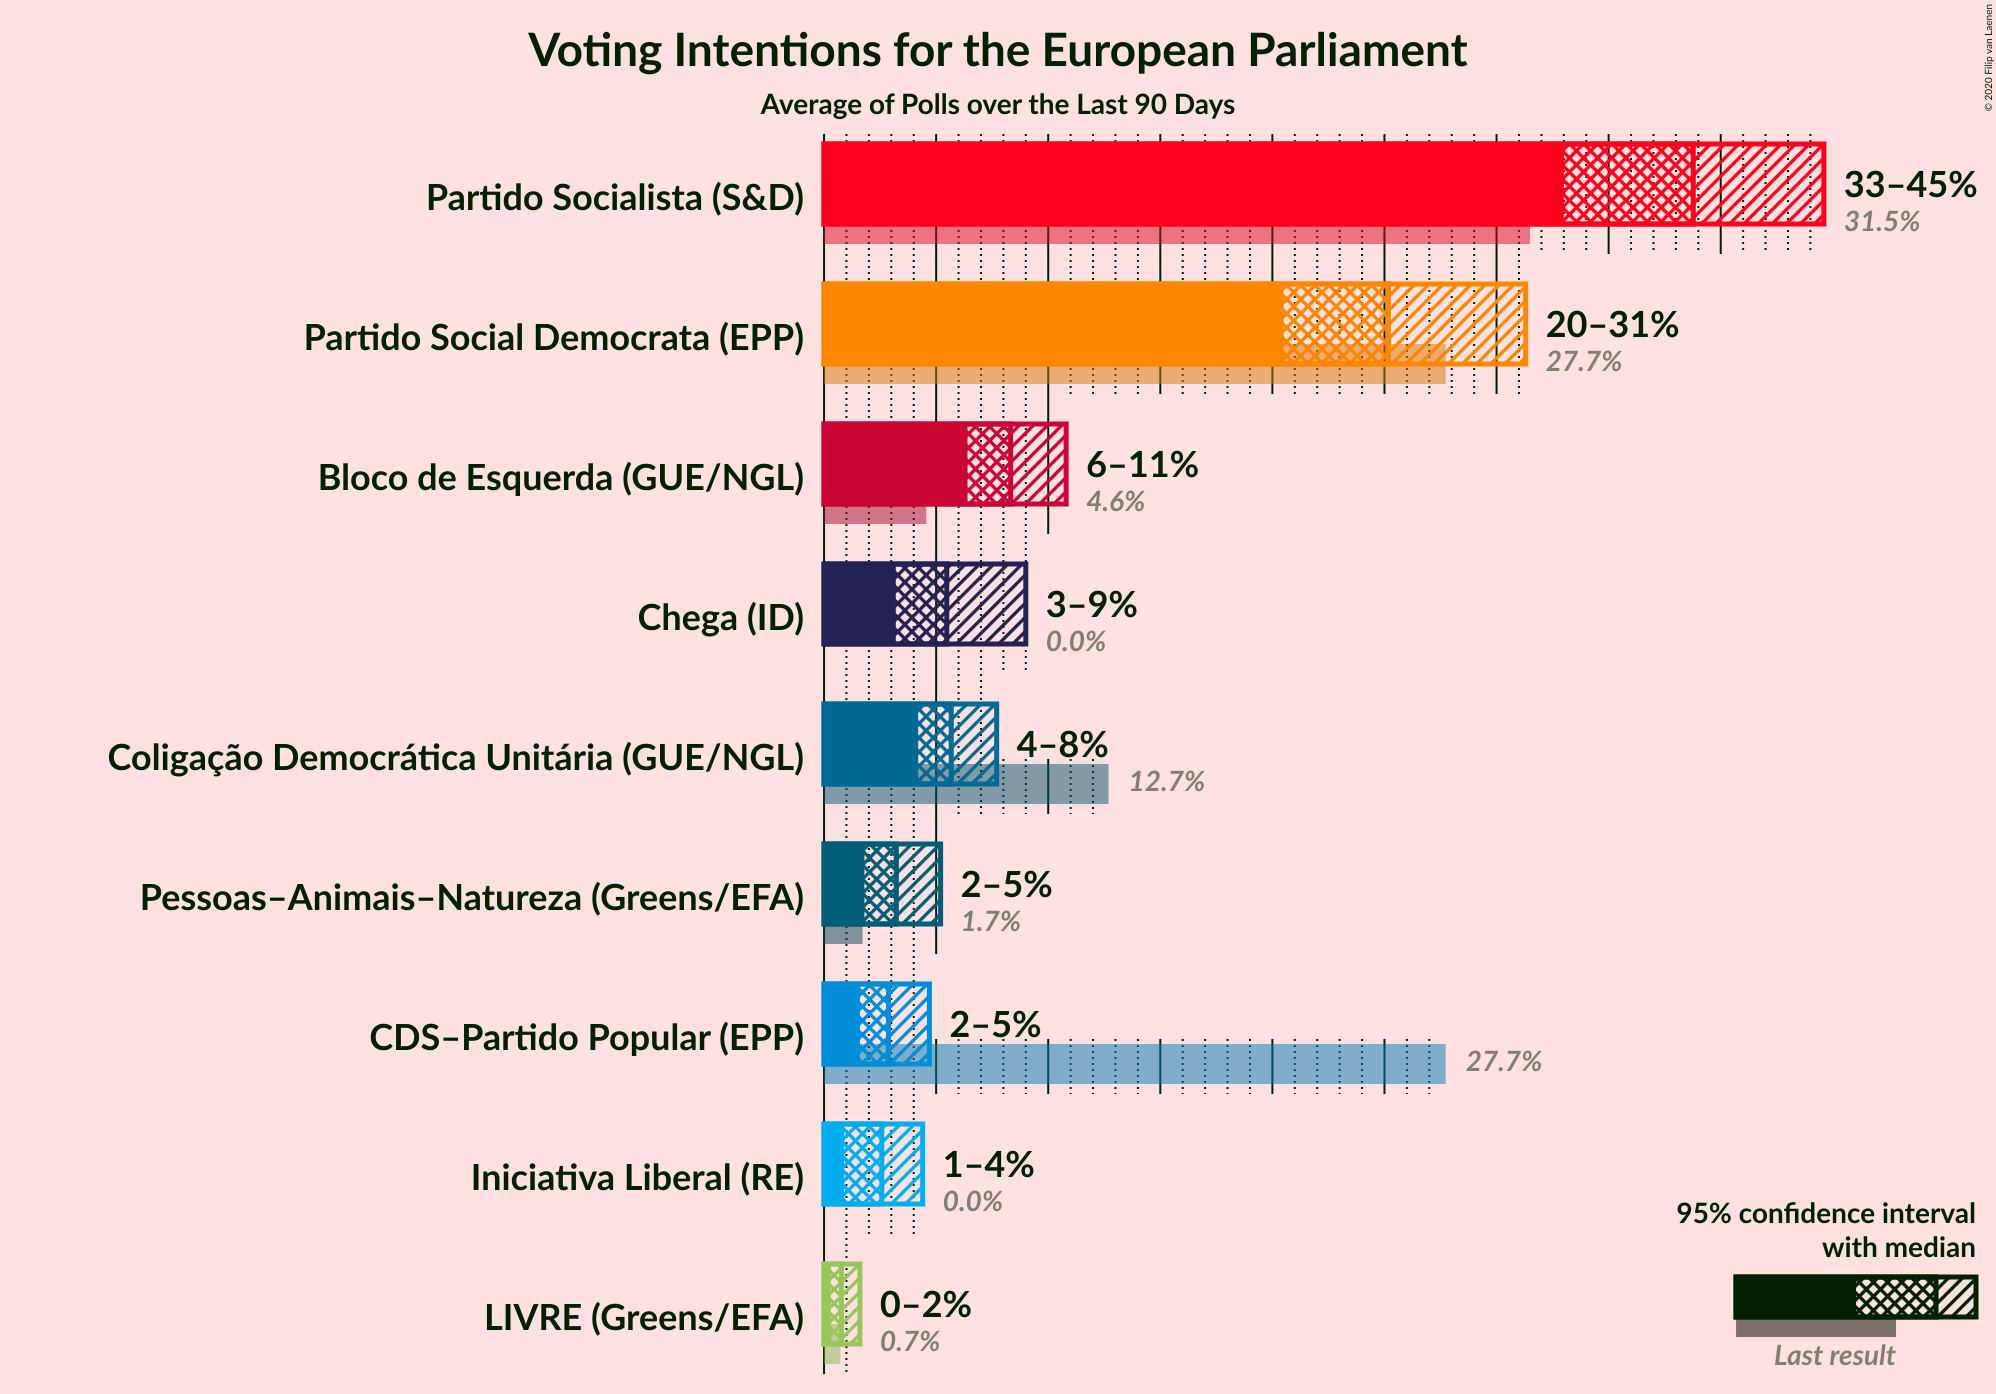 Voting Intentions for the European Parliament
Average of Polls over the Last 90 Days
© 2020 Filip van Laenen
Partido Socialista (S&D)
33–45%
31.5%
Partido Social Democrata (EPP)
20–31%
27.7%
Bloco de Esquerda (GUE/NGL)
6–11%
4.6%
Chega (ID)
3–9%
0.0%
Coligação Democrática Unitária (GUE/NGL)
4–8%
12.7%
Pessoas–Animais–Natureza (Greens/EFA)
2–5%
1.7%
CDS–Partido Popular (EPP)
2–5%
27.7%
Iniciativa Liberal (RE)
1–4%
0.0%
LIVRE (Greens/EFA)
0–2%
0.7%
95% confidence interval
with median
Last result